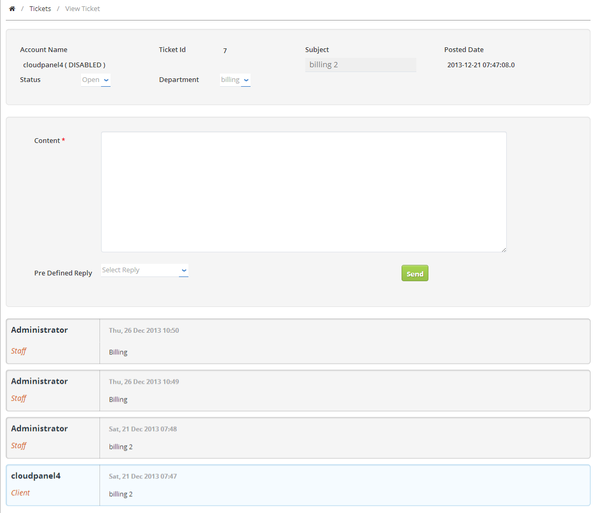 / Tickets / View Ticket
Account Name Ticket Id 7 Subject Posted Date
cloudpanel4 ( DISABLED ) billing 2 2013-12-21 07:47:08.0
Status Open Department billing
Content *
Pre Defined Reply Select Reply Send
Administrator Thu, 26 Dec 2013 10:50
Staff Billing
Administrator Thu, 26 Dec 2013 10:49
Staff Billing
Administrator Sat, 21 Dec 2013 07:48
Staff billing 2
cloudpanel4 Sat, 21 Dec 2013 07:47
Client billing 2